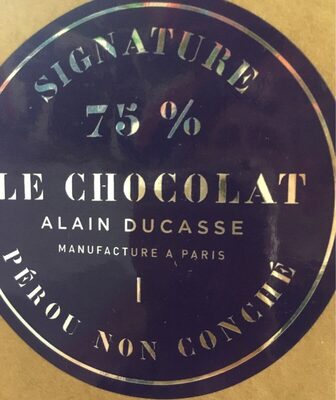 SIGNATURE
75 %
LE CHOCOLAT
ALAIN DUCASSE
MANUFACTURE A PARIS
PÉROU NON CONCHÉ